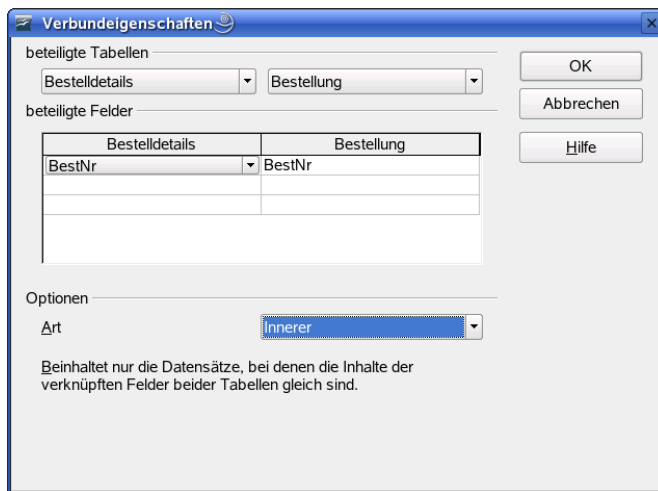 Verbundeigenschaften
beteiligte Tabellen
Bestelldetails
Bestellung
OK
Abbrechen
Hilfe
beteiligte Felder
Bestelldetails
Bestellung
BestNr
BestNr
Optionen
Art
Innerer
Beinhaltet nur die Datensätze, bei denen die Inhalte der
verknüpften Felder beider Tabellen gleich sind.